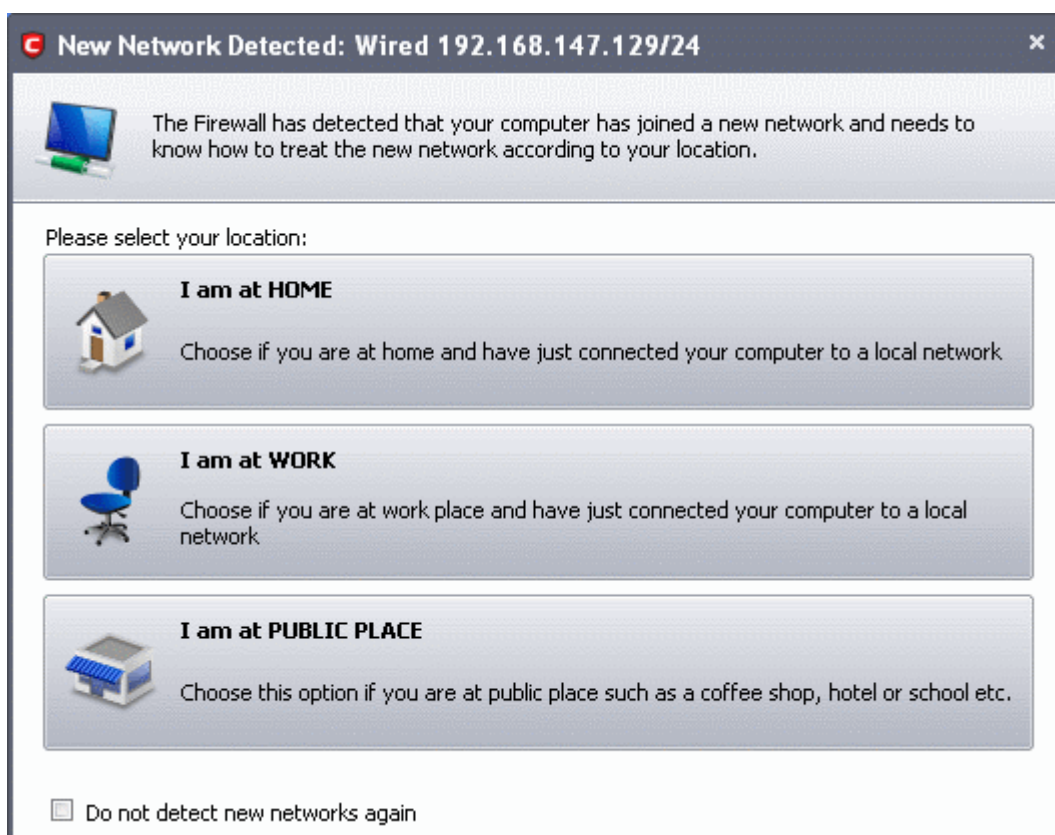 New Network Detected: Wired 192.168.147.129/24
The Firewall has detected that your computer has joined a new network and needs to
know how to treat the new network according to your location.
Please select your location:
I am at HOME
Choose if you are at home and have just connected your computer to a local network
I am at WORK
Choose if you are at work place and have just connected your computer to a local
network
I am at PUBLIC PLACE
Choose this option if you are at public place such as a coffee shop, hotel or school etc.
Do not detect new networks again